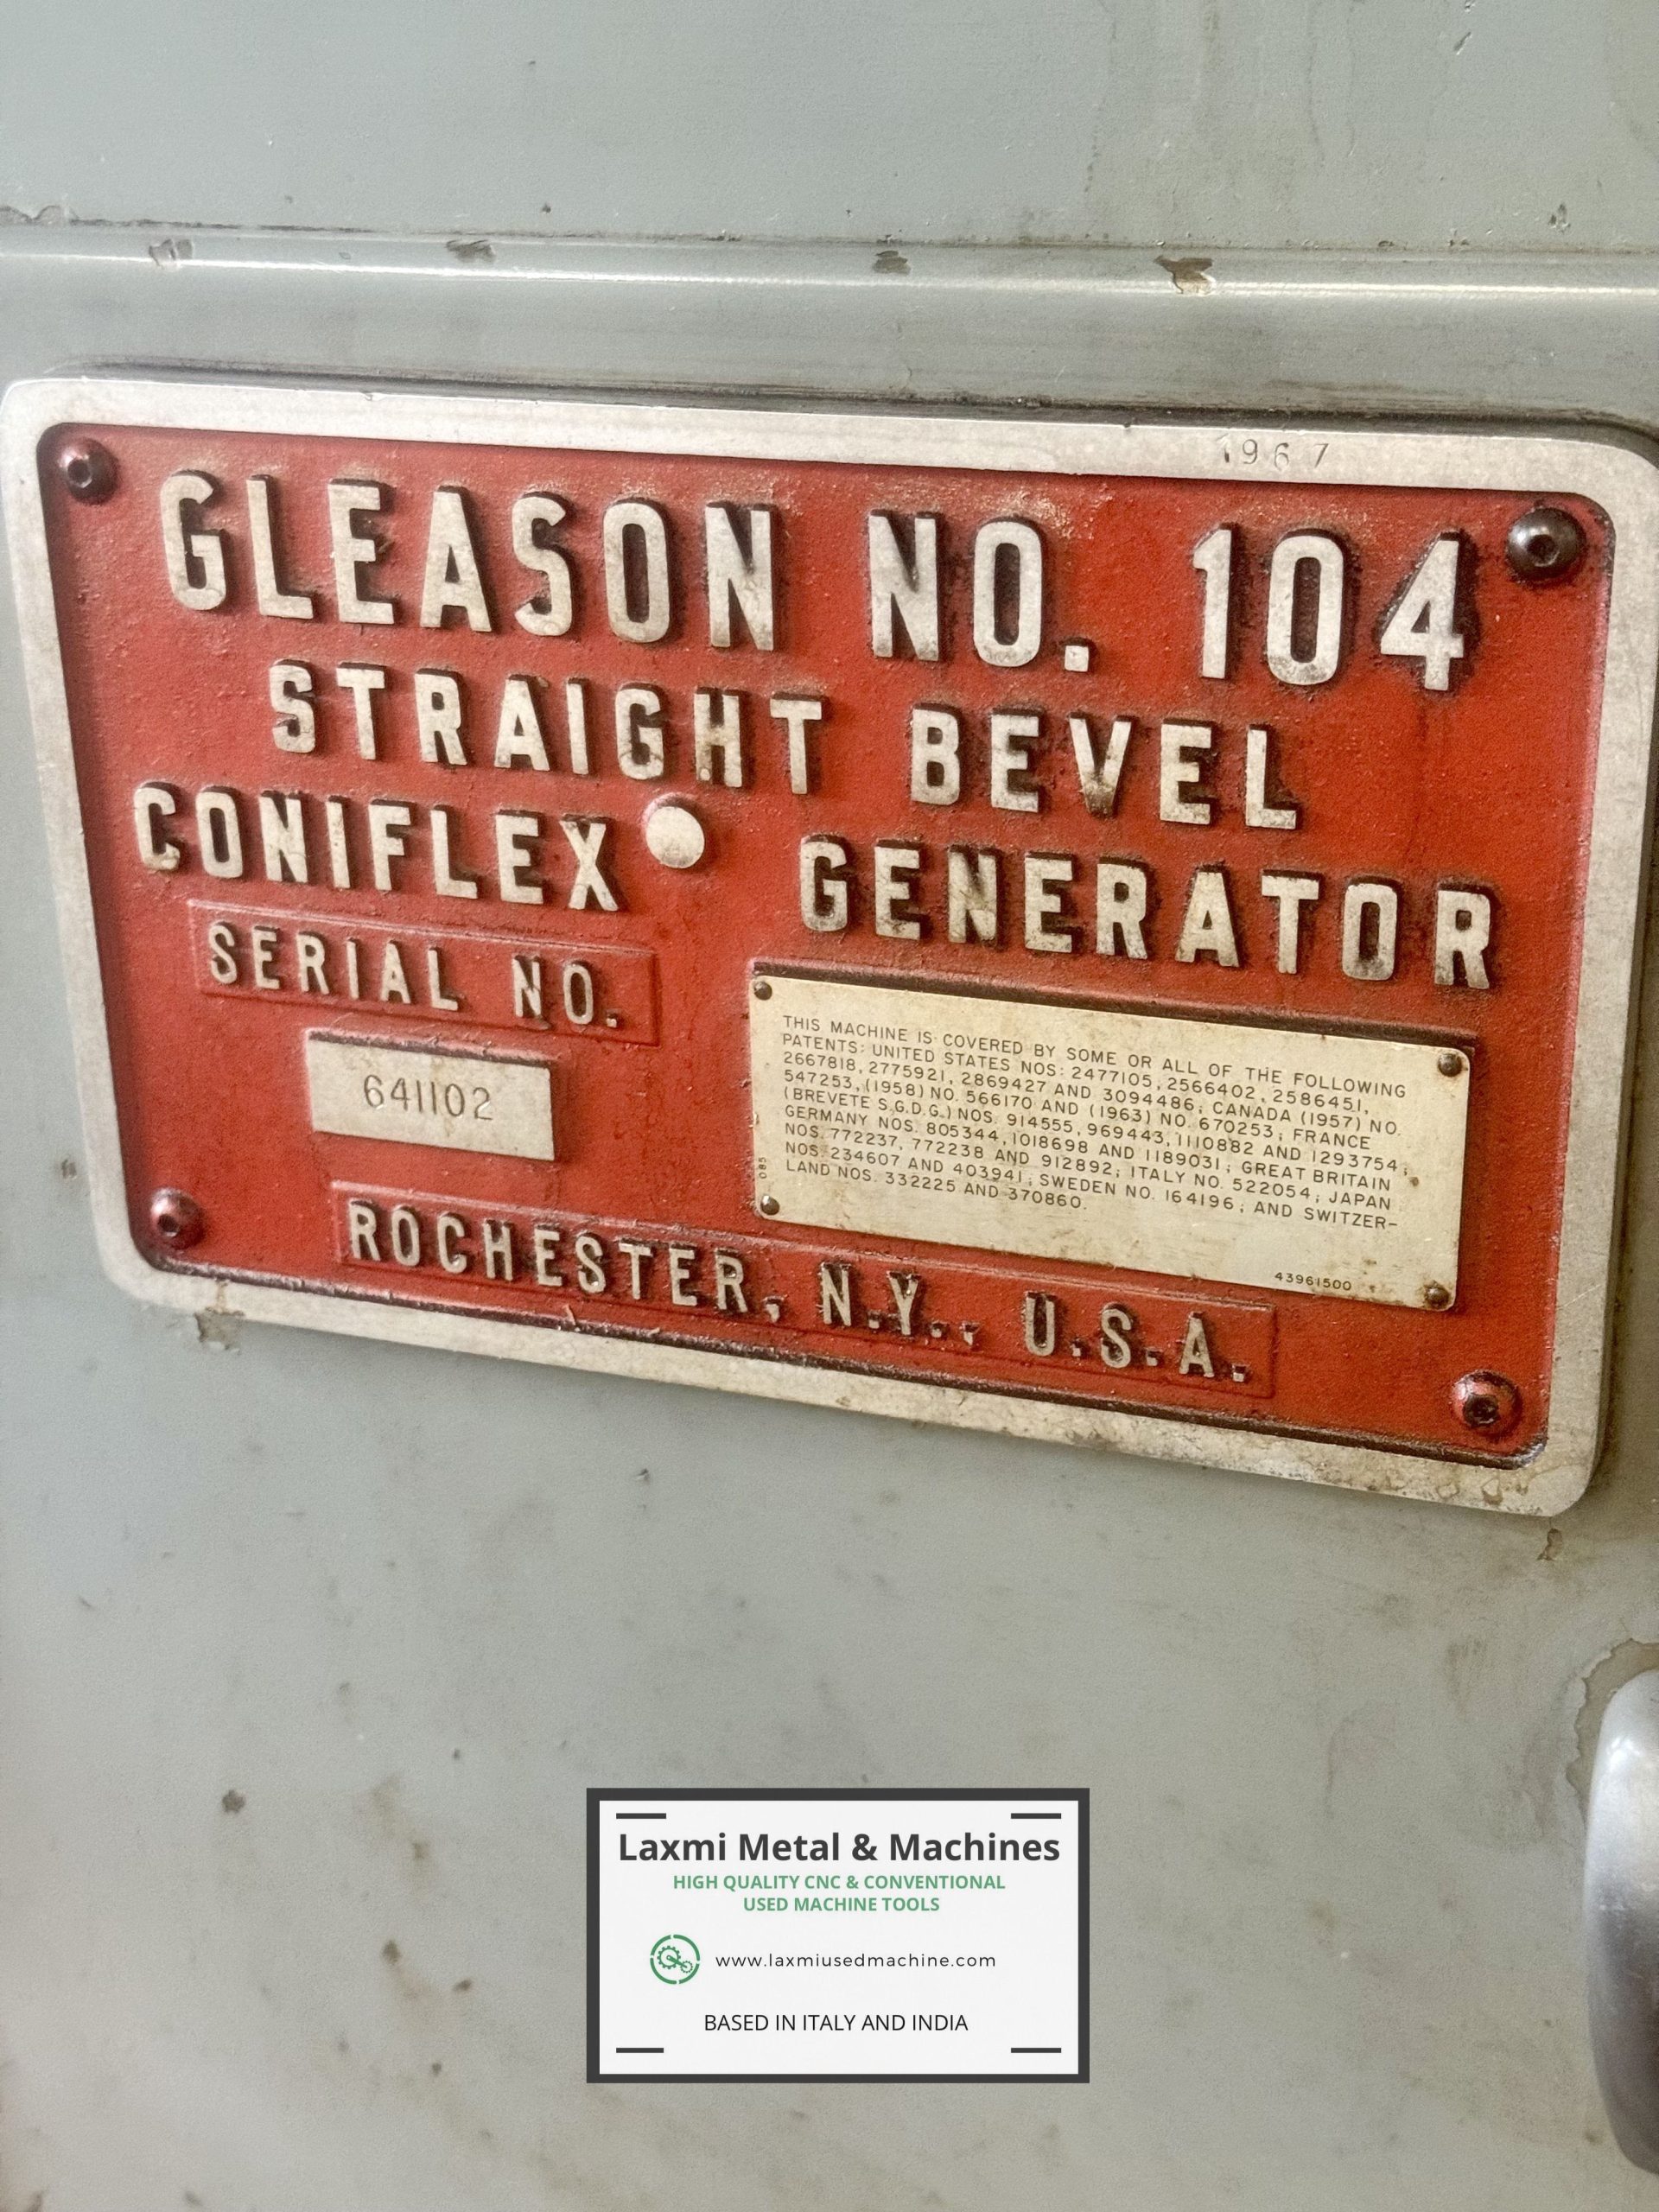 1967
GLEASON NO. 104
STRAIGHT BEVEL
CONIFLEX GENERATOR
SERIAL NO.
641102
THIS MACHINE IS COVERED BY SOME OR ALL OF THE FOLLOWING
PATENTS: UNITED STATES NOS: 2477105, 2566402, 2586451,
2667818, 2775921, 2869427 AND 3094486; CANADA (1957) NO.
547253, (1958) NO. 566170 AND (1963) NO. 670253; FRANCE
(BREVETE S.G.D.G.) NOS. 914555, 969443, 1110882 AND 1293754;
GERMANY NOS. 805344, 1018698 AND 1189031; GREAT BRITAIN
NOS. 772237, 772238 AND 912892; ITALY NO. 522054; JAPAN
NOS. 234607 AND 403941; SWEDEN NO. 164196; AND SWITZER-
LAND NOS. 332225 AND 370860.
085
43961500
ROCHESTER, N.Y., U.S.A.
Laxmi Metal & Machines
HIGH QUALITY CNC & CONVENTIONAL
USED MACHINE TOOLS
www.laxmiusedmachine.com
BASED IN ITALY AND INDIA